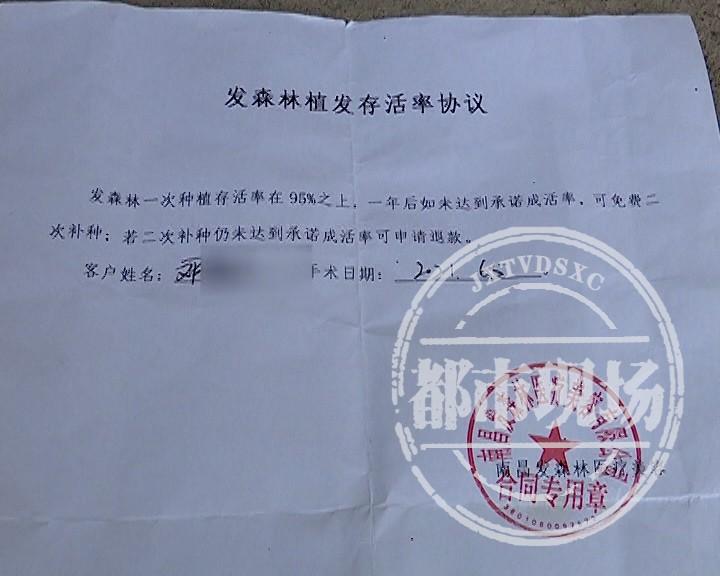 发森林植发存活率协议
发森林一次种植存活率在95%之上，一年后如未达到承诺成活率，可免费二
次补种；若二次补种仍未达到承诺成活率可申请退款。
客户姓名：
手术日期：
JXTVDSXC
都市现场
南昌发森林医疗美容
合同专用章